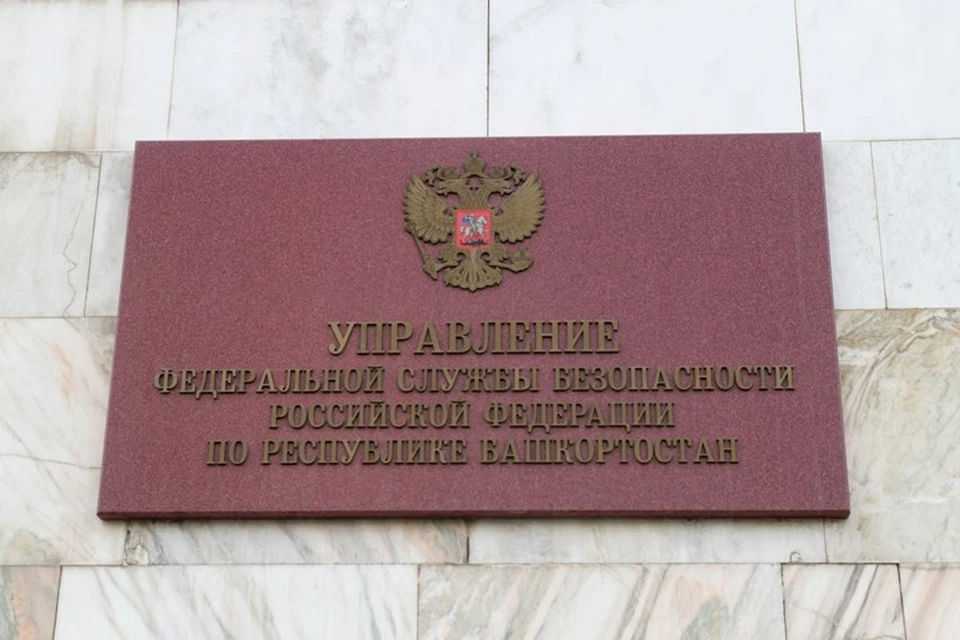 УПРАВЛЕНИЕ
ФЕДЕРАЛЬНОЙ СЛУЖБЫ БЕЗОПАСНОСТИ
РОССИЙСКОЙ ФЕДЕРАЦИИ
ПО РЕСПУБЛИКЕ БАШКОРТОСТАН